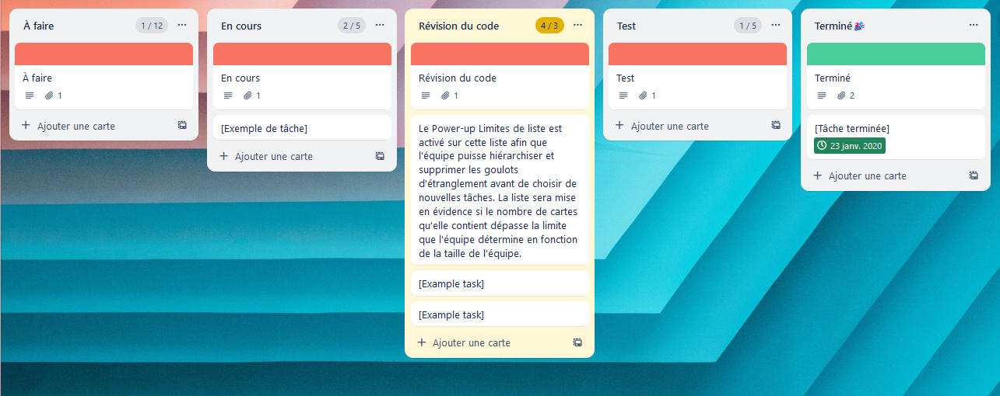 À faire
1 / 12
À faire
1
Ajouter une carte
En cours
2 / 5
En cours
1
[Exemple de tâche]
Ajouter une carte
Révision du code
4 / 3
Révision du code
1
Le Power-up Limites de liste est
activé sur cette liste afin que
l'équipe puisse hiérarchiser et
supprimer les goulots
d'étranglement avant de choisir de
nouvelles tâches. La liste sera mise
en évidence si le nombre de cartes
qu'elle contient dépasse la limite
que l'équipe détermine en fonction
de la taille de l'équipe.
[Example task]
[Example task]
Ajouter une carte
Test
1 / 5
Test
1
Ajouter une carte
Terminé🎉
Terminé
2
[Tâche terminée]
23 janv. 2020
Ajouter une carte